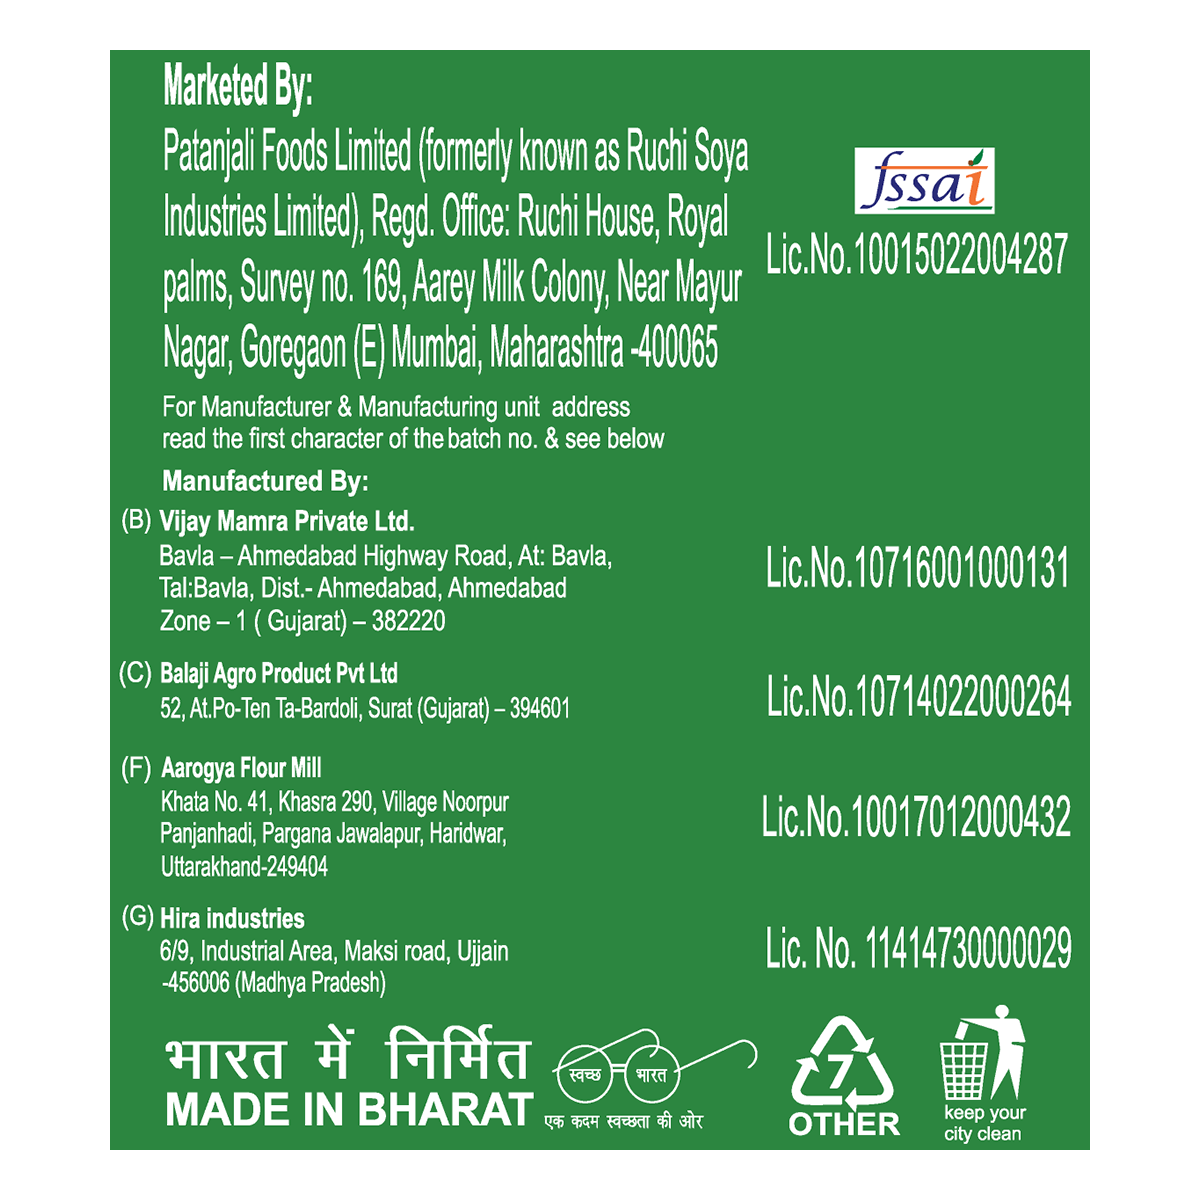 Marketed By:
Patanjali Foods Limited (formerly known as Ruchi Soya
Industries Limited), Regd. Office: Ruchi House, Royal
palms, Survey no. 169, Aarey Milk Colony, Near Mayur
Nagar, Goregaon (E) Mumbai, Maharashtra -400065
fssai
Lic.No.10015022004287
For Manufacturer & Manufacturing unit address
read the first character of the batch no. & see below
Manufactured By:
(B) Vijay Mamra Private Ltd.
Bavla – Ahmedabad Highway Road, At: Bavla,
Tal:Bavla, Dist.- Ahmedabad, Ahmedabad
Zone – 1 ( Gujarat) – 382220
Lic.No.10716001000131
(C) Balaji Agro Product Pvt Ltd
52, At.Po-Ten Ta-Bardoli, Surat (Gujarat) – 394601
Lic.No.10714022000264
(F) Aarogya Flour Mill
Khata No. 41, Khasra 290, Village Noorpur
Panjanhadi, Pargana Jawalapur, Haridwar,
Uttarakhand-249404
Lic.No.10017012000432
(G) Hira industries
6/9, Industrial Area, Maksi road, Ujjain
-456006 (Madhya Pradesh)
Lic. No. 11414730000029
भारत में निर्मित
MADE IN BHARAT
स्वच्छ भारत
एक कदम स्वच्छता की ओर
7
OTHER
keep your
city clean